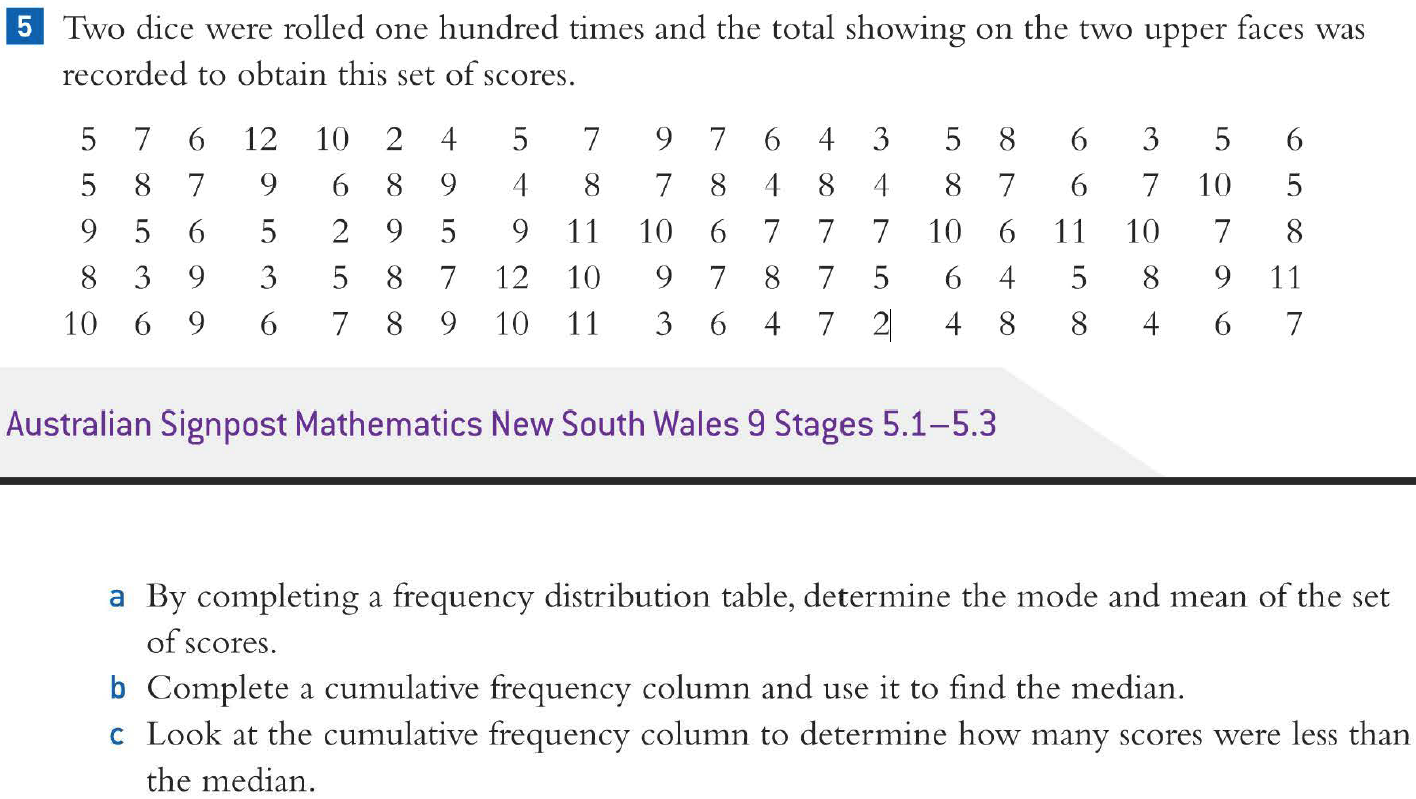 5 Two dice were rolled one hundred times and the total showing on the two upper faces was
recorded to obtain this set of scores.
5 7 6 12 10 2 4 5 7 9 7 6 4 3 5 8 6 3 5 6
5 8 7 9 6 8 9 4 8 7 8 4 8 4 8 7 6 7 10 5
9 5 6 5 2 9 5 9 11 10 6 7 7 7 10 6 11 10 7 8
8 3 9 3 5 8 7 12 10 9 7 8 7 5 6 4 5 8 9 11
10 6 9 6 7 8 9 10 11 3 6 4 7 2 4 8 8 4 6 7
Australian Signpost Mathematics New South Wales 9 Stages 5.1–5.3
a By completing a frequency distribution table, determine the mode and mean of the set
of scores.
b Complete a cumulative frequency column and use it to find the median.
c Look at the cumulative frequency column to determine how many scores were less than
the median.